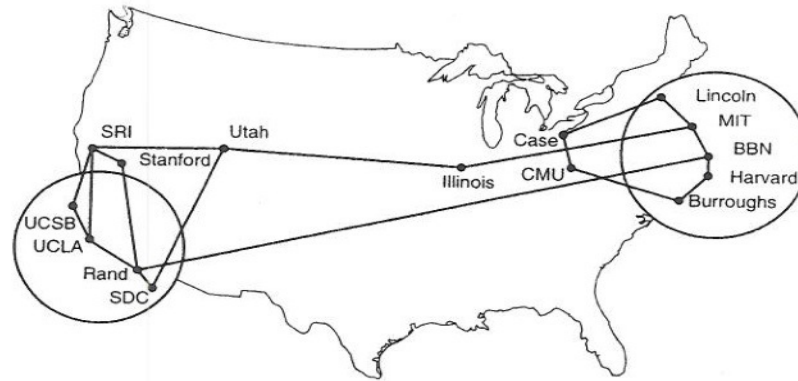 Lincoln
MIT
SRI
Utah
Case
Stanford
BBN
Illinois
CMU
Harvard
UCSB
Burroughs
UCLA
Rand
SDC